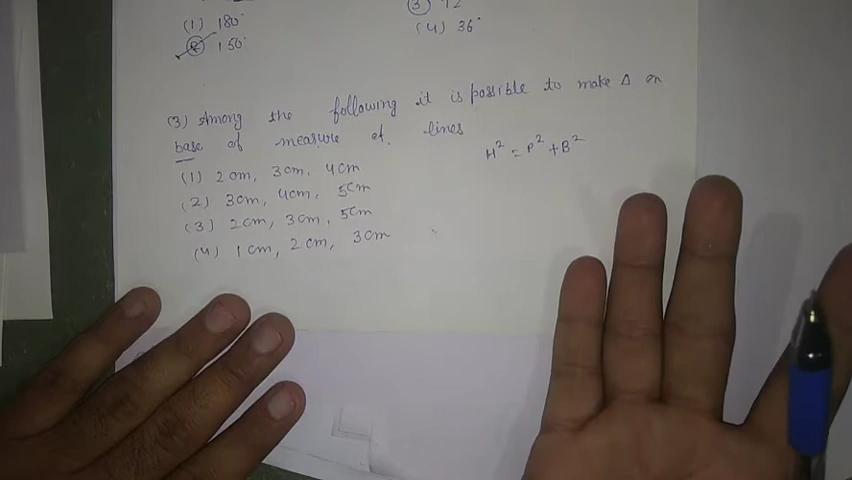 (1) 180°
150°
(3) 72
(4) 36°
(3) Among the following it is possible to make Δ on
base of measure of lines
H² = P² + B²
(1) 2 cm, 3cm, 4cm
(2) 3cm, 4cm, 5cm
(3) 2cm, 3cm, 5cm
(4) 1cm, 2cm, 3cm